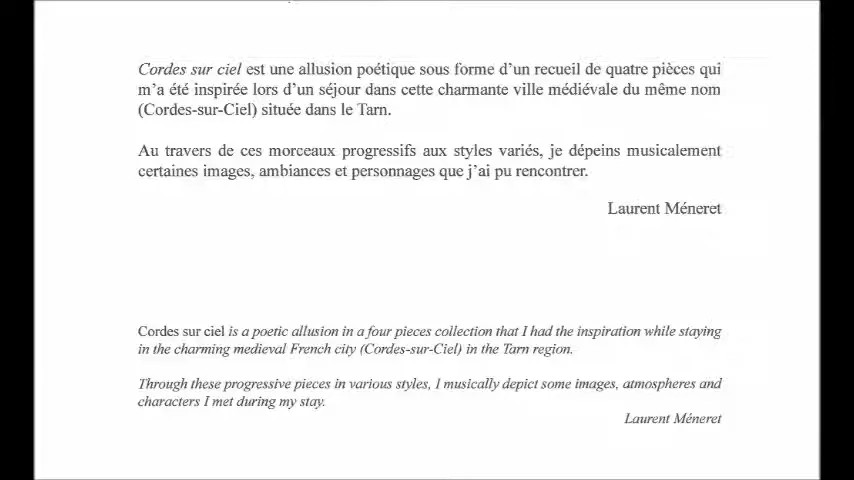 Cordes sur ciel est une allusion poétique sous forme d'un recueil de quatre pièces qui
m'a été inspirée lors d'un séjour dans cette charmante ville médiévale du même nom
(Cordes-sur-Ciel) située dans le Tarn.
Au travers de ces morceaux progressifs aux styles variés, je dépeins musicalement
certaines images, ambiances et personnages que j'ai pu rencontrer.
Laurent Méneret
Cordes sur ciel is a poetic allusion in a four pieces collection that I had the inspiration while staying
in the charming medieval French city (Cordes-sur-Ciel) in the Tarn region.
Through these progressive pieces in various styles, I musically depict some images, atmospheres and
characters I met during my stay.
Laurent Méneret